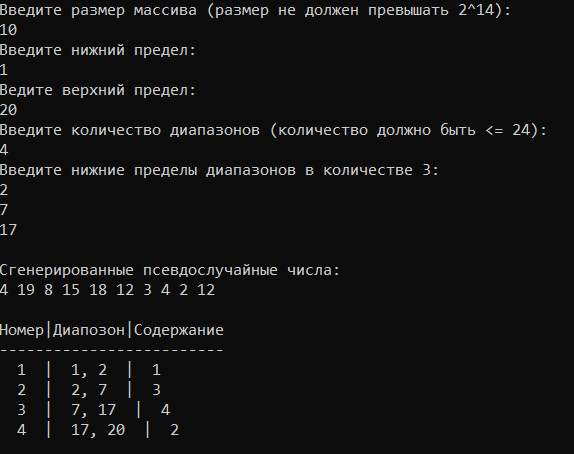 Введите размер массива (размер не должен превышать 2^14):
10
Введите нижний предел:
1
Ведите верхний предел:
20
Введите количество диапазонов (количество должно быть <= 24):
4
Введите нижние пределы диапазонов в количестве 3:
2
7
17
Сгенерированные псевдослучайные числа:
4 19 8 15 18 12 3 4 2 12
Номер|Диапозон|Содержание
-------------------------
1 | 1, 2 | 1
2 | 2, 7 | 3
3 | 7, 17 | 4
4 | 17, 20 | 2